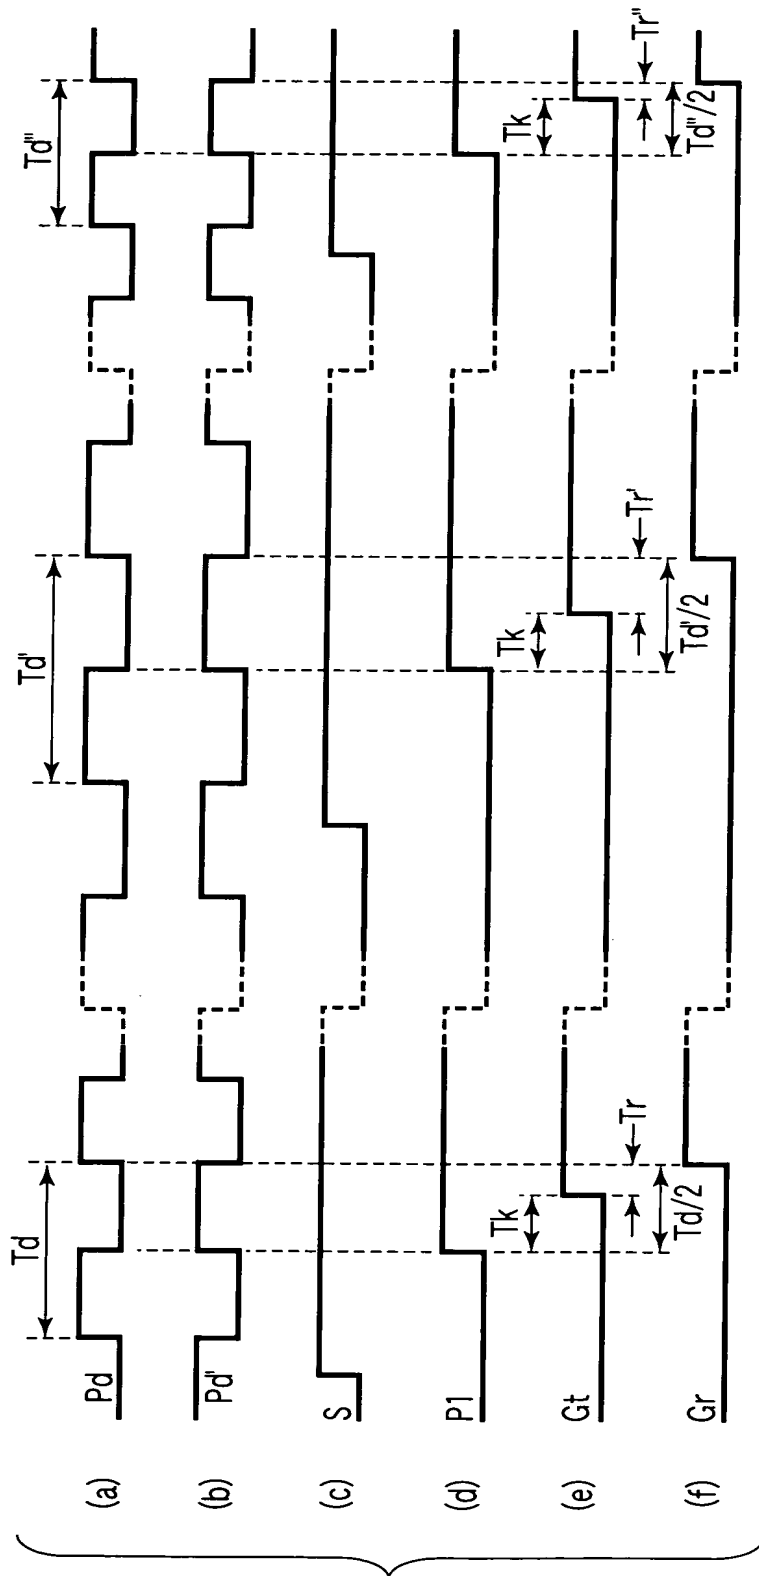 (a) Pd Td Td' Td'''
(b) Pd'
(c) S
(d) P1
(e) Gt Tk Tr Tk Tr' Tk Tr"
(f) Gr Td/2 Td'/2 Td"/2